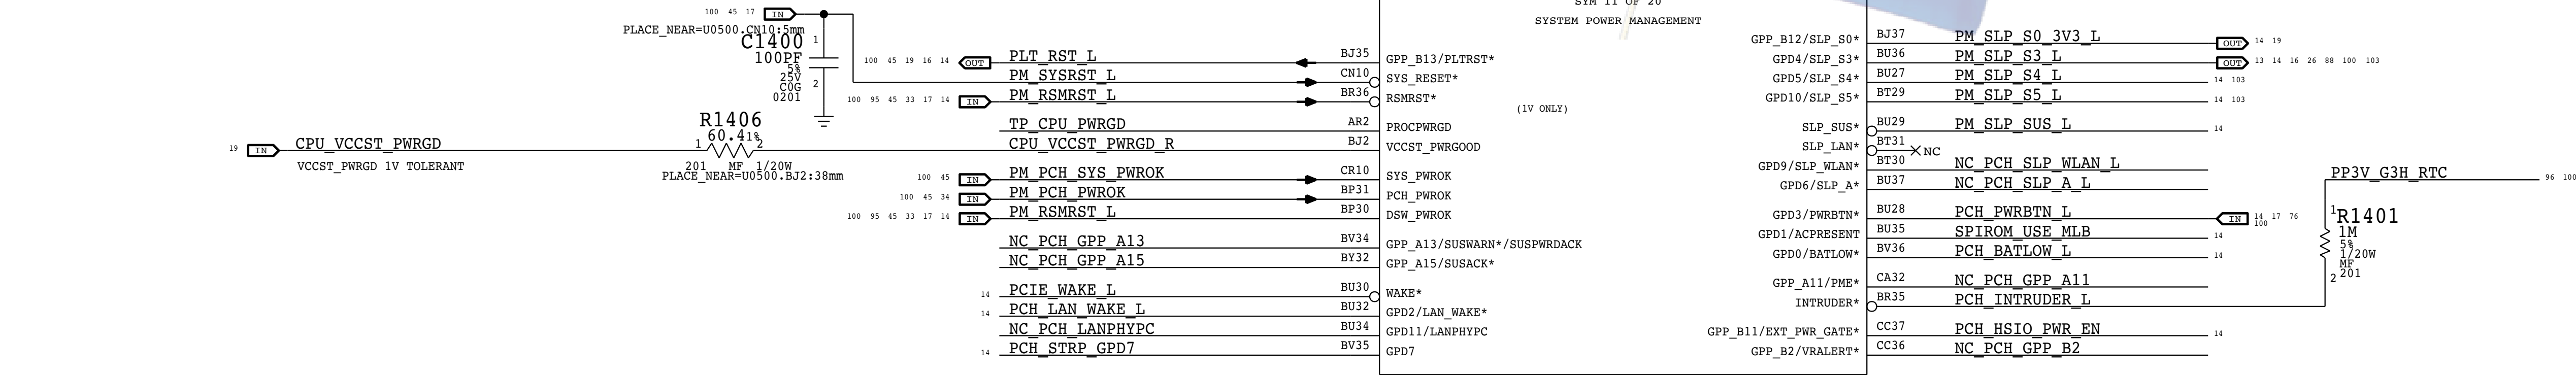 SYM 11 OF 20
SYSTEM POWER MANAGEMENT
(1V ONLY)
100 45 17 IN
PLACE_NEAR=U0500.CN10:5mm
C1400
100PF
5%
25V
C0G
0201
1
2
100 45 19 16 14 OUT PLT_RST_L BJ35 GPP_B13/PLTRST*
PM_SYSRST_L CN10 SYS_RESET*
100 95 45 33 17 14 IN PM_RSMRST_L BR36 RSMRST*
TP_CPU_PWRGD AR2 PROCPWRGD
19 IN CPU_VCCST_PWRGD
VCCST_PWRGD 1V TOLERANT
R1406
60.4 1%
1 2
201 MF 1/20W
PLACE_NEAR=U0500.BJ2:38mm
CPU_VCCST_PWRGD_R BJ2 VCCST_PWRGOOD
100 45 IN PM_PCH_SYS_PWROK CR10 SYS_PWROK
100 45 34 IN PM_PCH_PWROK BP31 PCH_PWROK
100 95 45 33 17 14 IN PM_RSMRST_L BP30 DSW_PWROK
NC_PCH_GPP_A13 BV34 GPP_A13/SUSWARN*/SUSPWRDACK
NC_PCH_GPP_A15 BY32 GPP_A15/SUSACK*
14 PCIE_WAKE_L BU30 WAKE*
14 PCH_LAN_WAKE_L BU32 GPD2/LAN_WAKE*
NC_PCH_LANPHYPC BU34 GPD11/LANPHYPC
14 PCH_STRP_GPD7 BV35 GPD7
GPP_B12/SLP_S0* BJ37 PM_SLP_S0_3V3_L OUT 14 19
GPD4/SLP_S3* BU36 PM_SLP_S3_L OUT 13 14 16 26 88 100 103
GPD5/SLP_S4* BU27 PM_SLP_S4_L 14 103
GPD10/SLP_S5* BT29 PM_SLP_S5_L 14 103
SLP_SUS* BU29 PM_SLP_SUS_L 14
SLP_LAN* BT31 NC
GPD9/SLP_WLAN* BT30 NC_PCH_SLP_WLAN_L
GPD6/SLP_A* BU37 NC_PCH_SLP_A_L
GPD3/PWRBTN* BU28 PCH_PWRBTN_L IN 14 17 76
100
GPD1/ACPRESENT BU35 SPIROM_USE_MLB 14
GPD0/BATLOW* BV36 PCH_BATLOW_L 14
GPP_A11/PME* CA32 NC_PCH_GPP_A11
INTRUDER* BR35 PCH_INTRUDER_L
GPP_B11/EXT_PWR_GATE* CC37 PCH_HSIO_PWR_EN 14
GPP_B2/VRALERT* CC36 NC_PCH_GPP_B2
PP3V_G3H_RTC 96 100
1
R1401
1M
5%
1/20W
MF
201
2